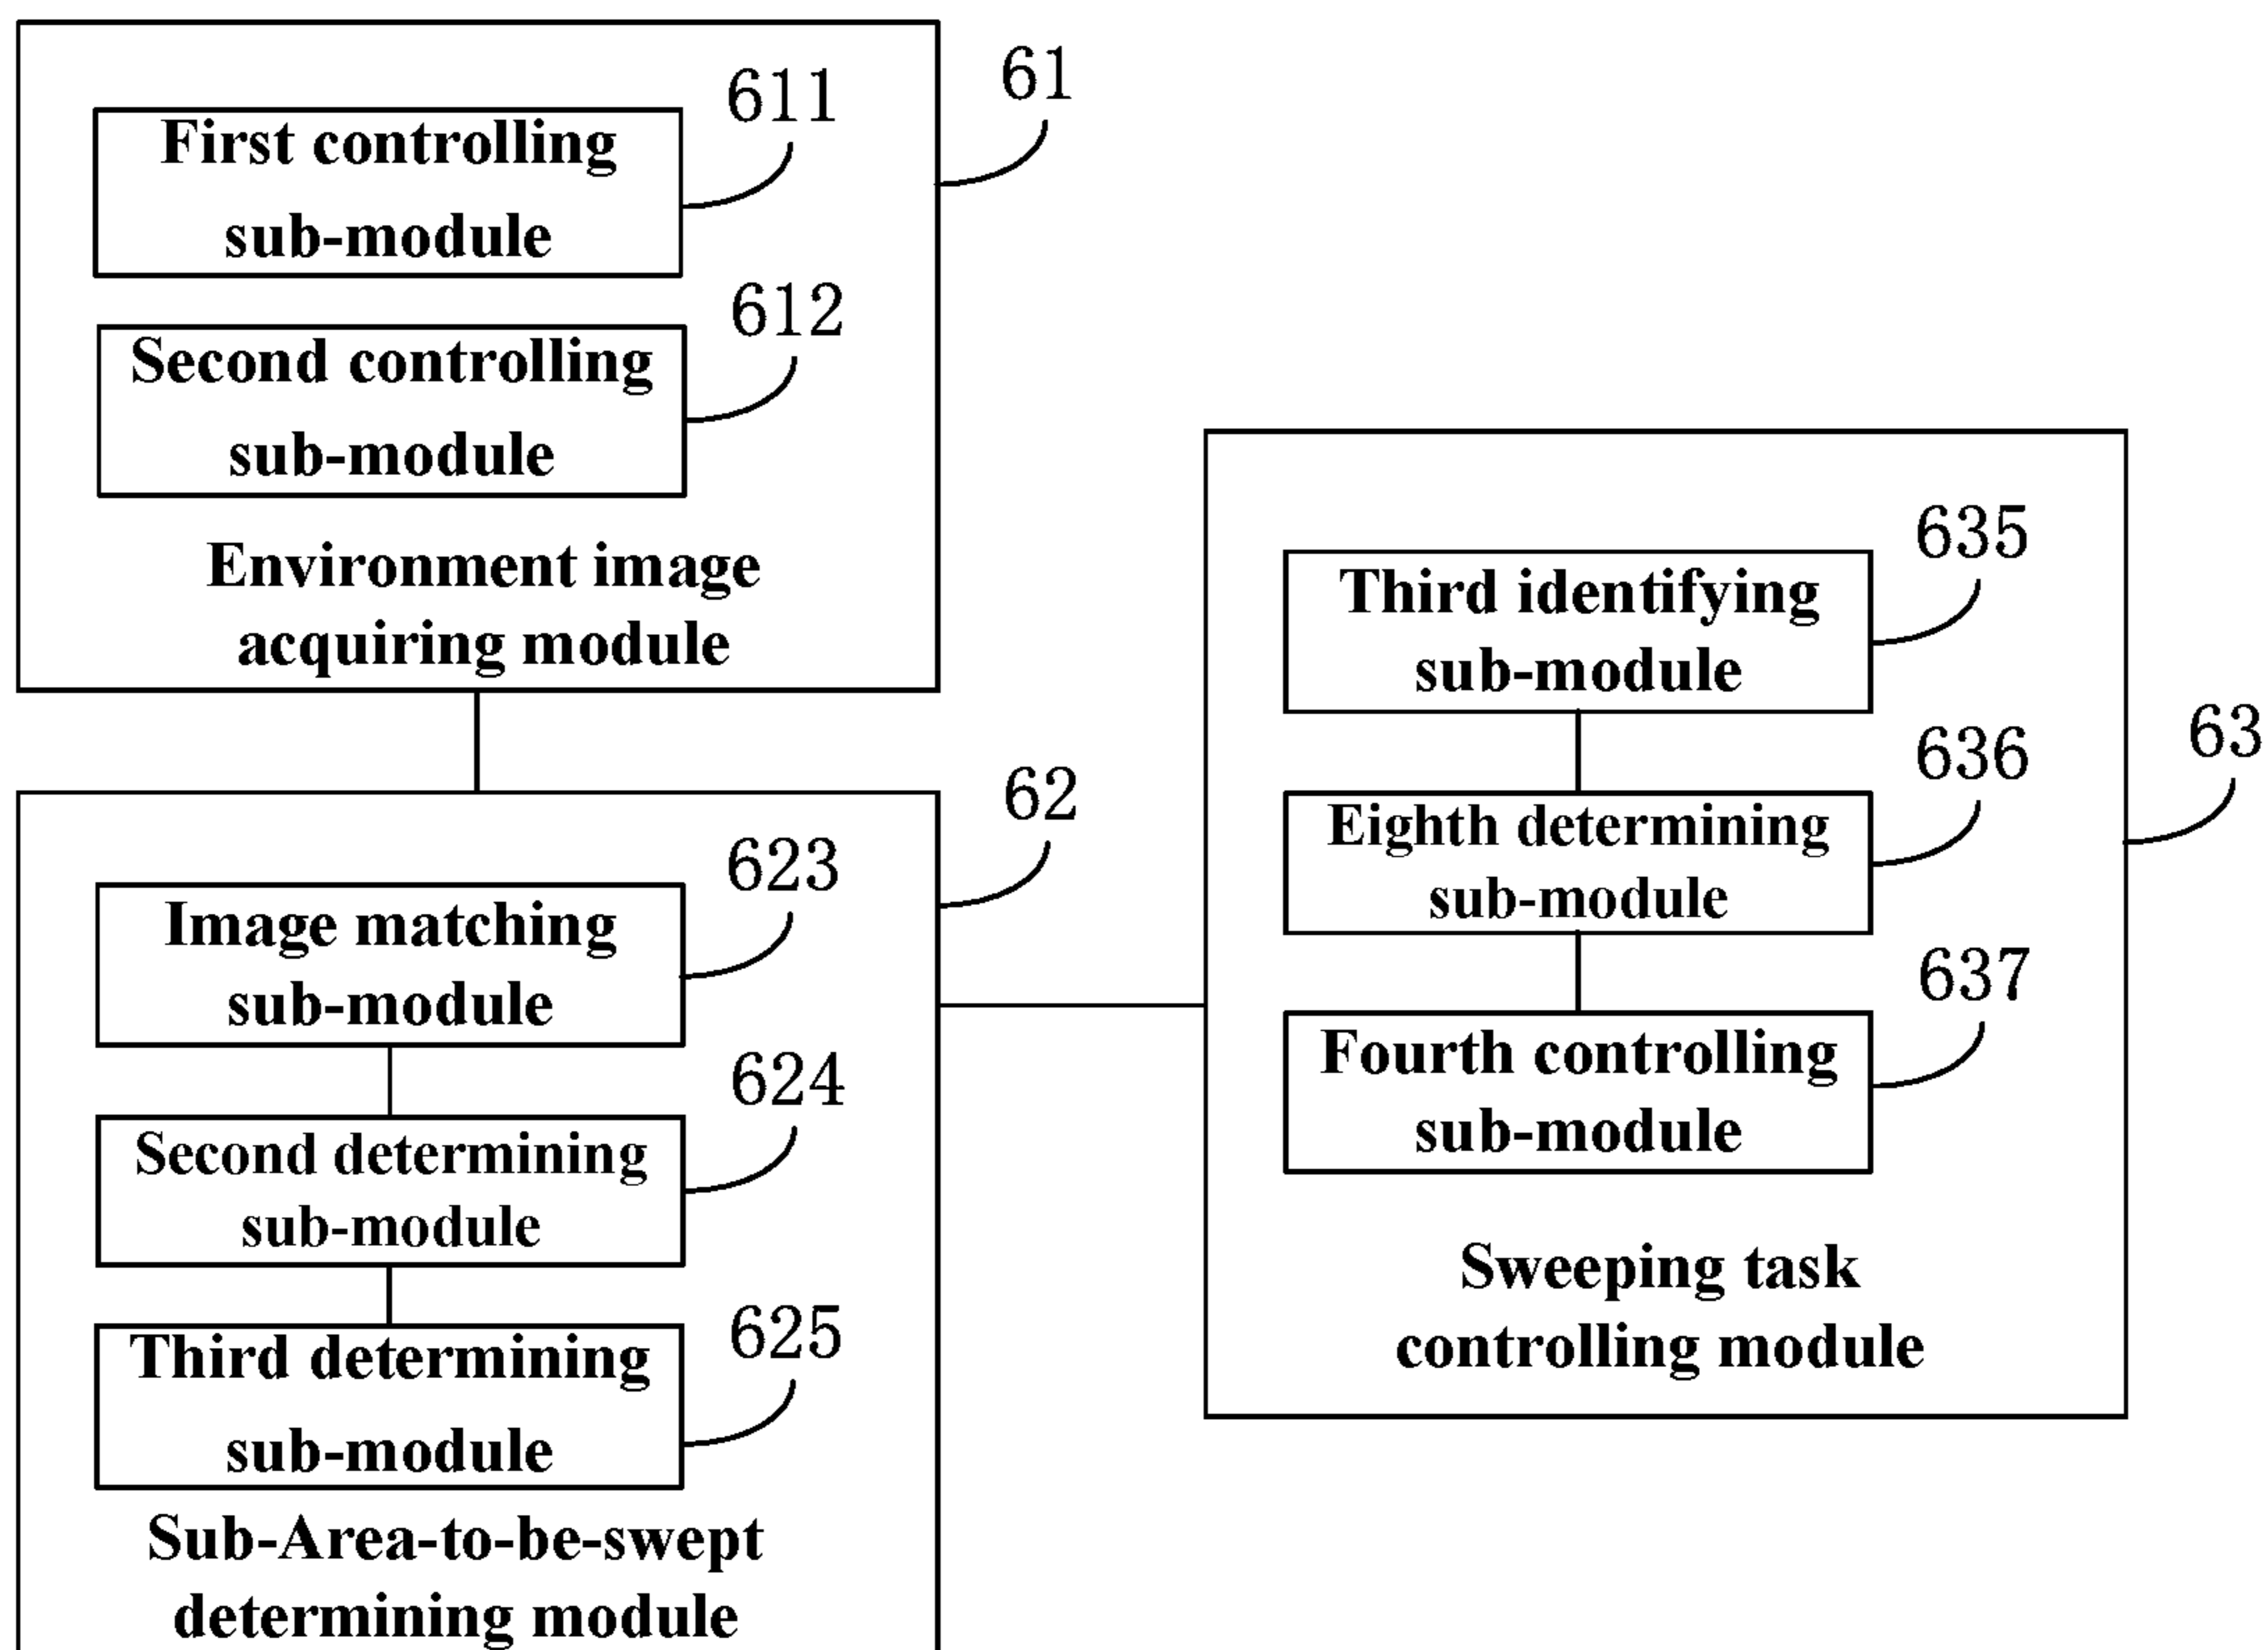 61
611
First controlling
sub-module
612
Second controlling
sub-module
Environment image
acquiring module
62
623
Image matching
sub-module
624
Second determining
sub-module
625
Third determining
sub-module
Sub-Area-to-be-swept
determining module
63
635
Third identifying
sub-module
636
Eighth determining
sub-module
637
Fourth controlling
sub-module
Sweeping task
controlling module